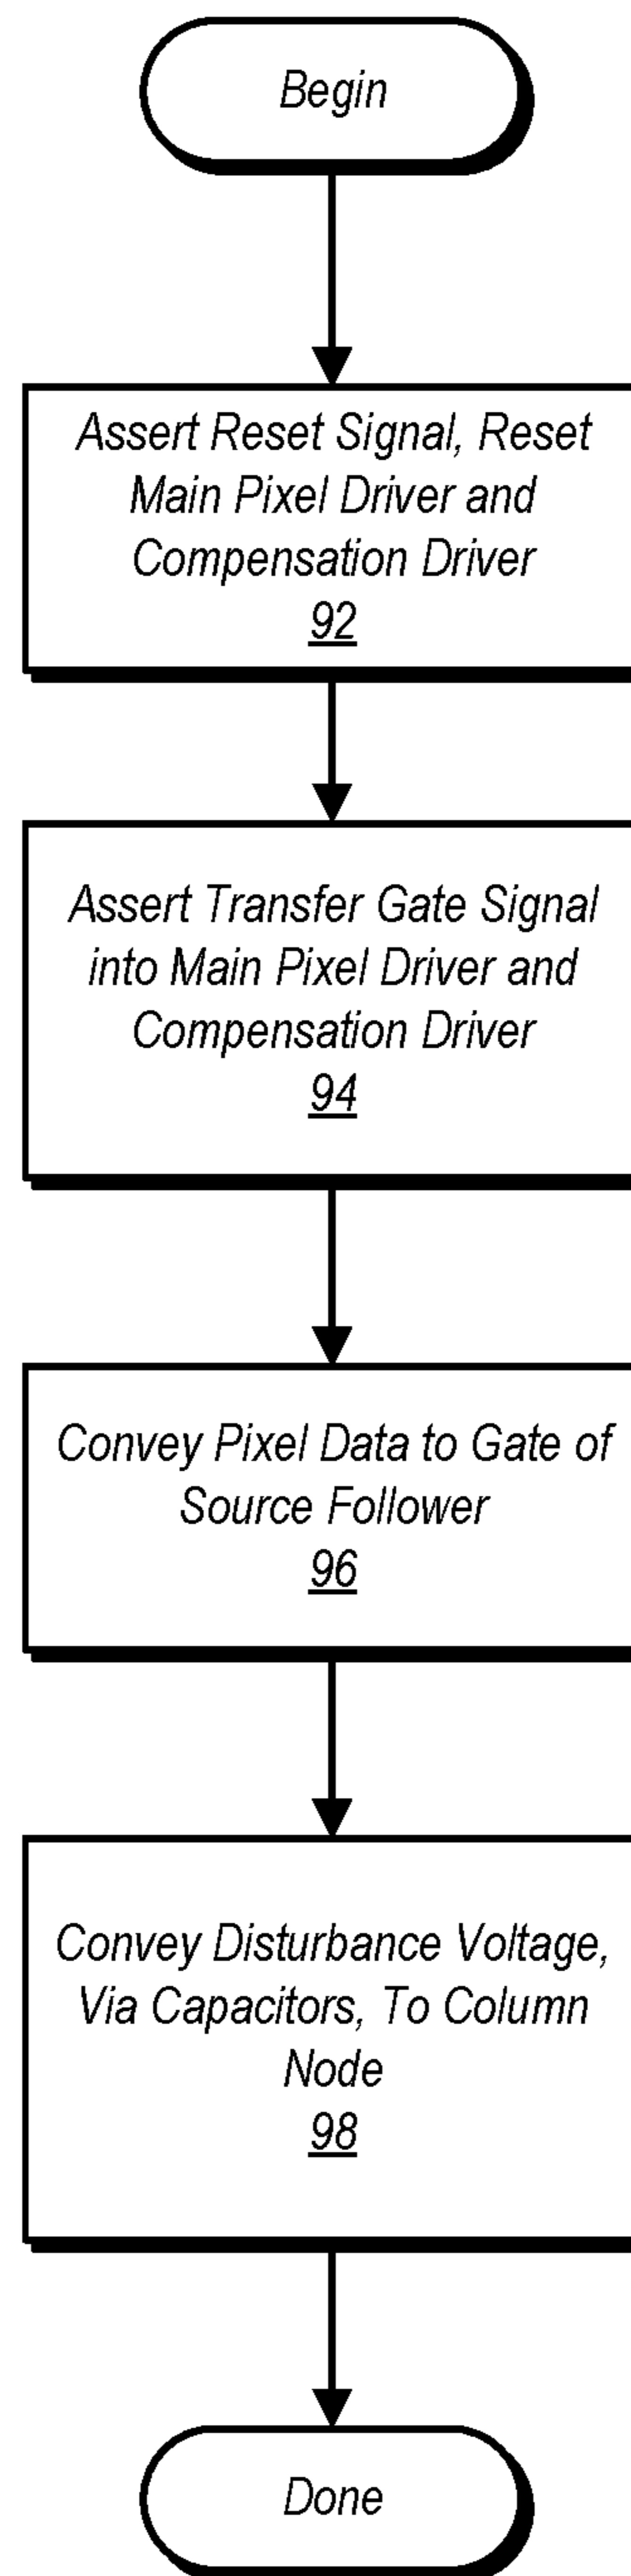 Begin
Assert Reset Signal, Reset
Main Pixel Driver and
Compensation Driver
92
Assert Transfer Gate Signal
into Main Pixel Driver and
Compensation Driver
94
Convey Pixel Data to Gate of
Source Follower
96
Convey Disturbance Voltage,
Via Capacitors, To Column
Node
98
Done